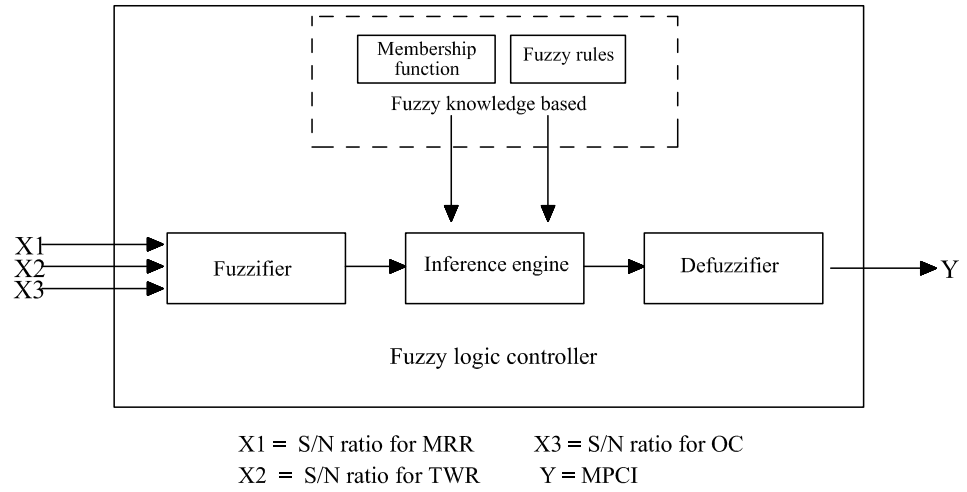 Membership
function
Fuzzy rules
Fuzzy knowledge based
X1
X2
X3
Fuzzifier
Inference engine
Defuzzifier
Y
Fuzzy logic controller
X1 = S/N ratio for MRR
X3 = S/N ratio for OC
X2 = S/N ratio for TWR
Y = MPCI